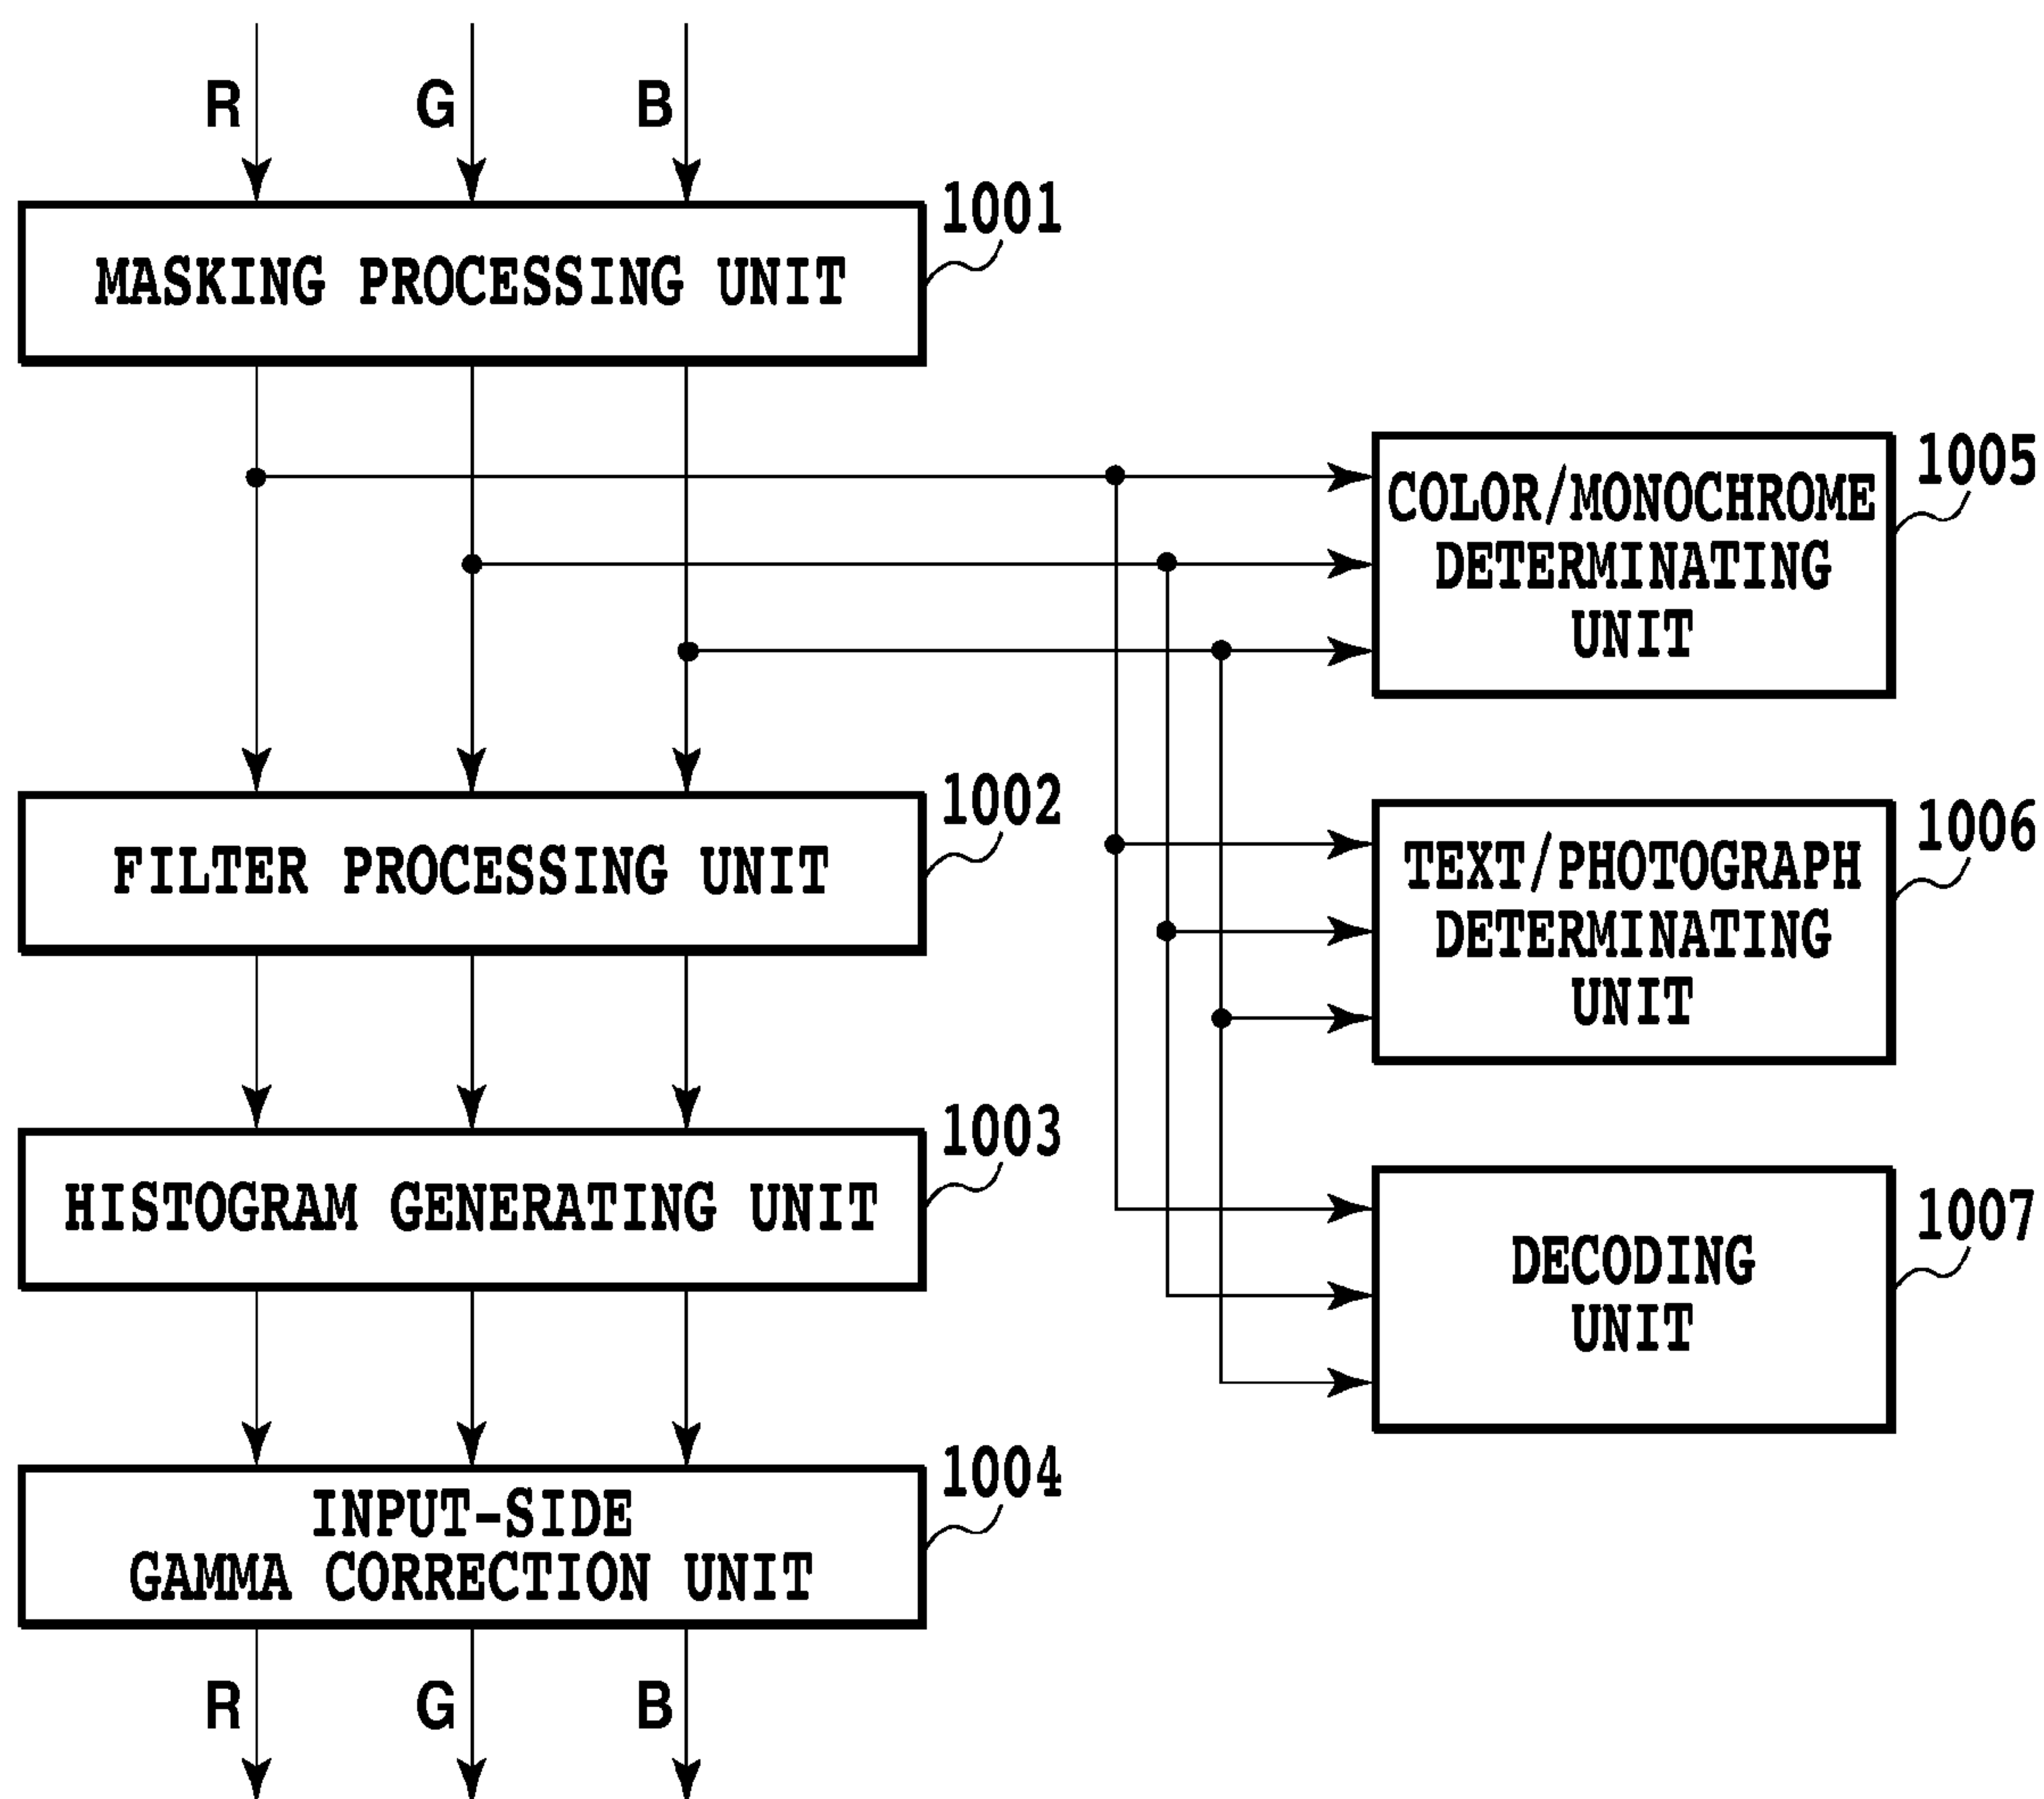 R G B
1001
MASKING PROCESSING UNIT
1005
COLOR/MONOCHROME
DETERMINATING
UNIT
1002
FILTER PROCESSING UNIT
1006
TEXT/PHOTOGRAPH
DETERMINATING
UNIT
1003
HISTOGRAM GENERATING UNIT
1007
DECODING
UNIT
1004
INPUT-SIDE
GAMMA CORRECTION UNIT
R G B